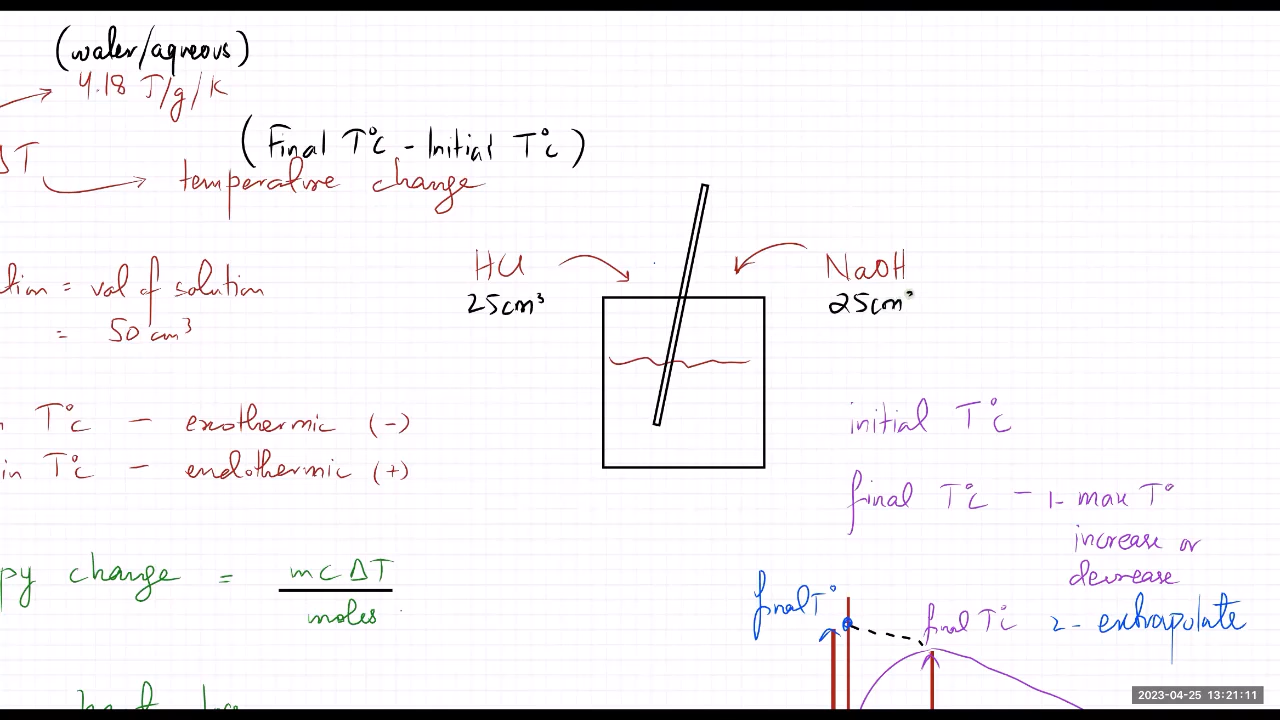 (water/aqueous)
4.18 J/g/K
(Final T°c - Initial T°c)
ΔT
temperature change
HCl
NaOH
25cm³
25cm³
tion = vol of solution
= 50 cm³
n T°c — exothermic (-)
in T°c — endothermic (+)
initial T°c
final T°c — 1- max T°
increase or
decrease
py change = mcΔT
moles
final T°
final T°c
2- extrapolate
2023-04-25 13:21:11